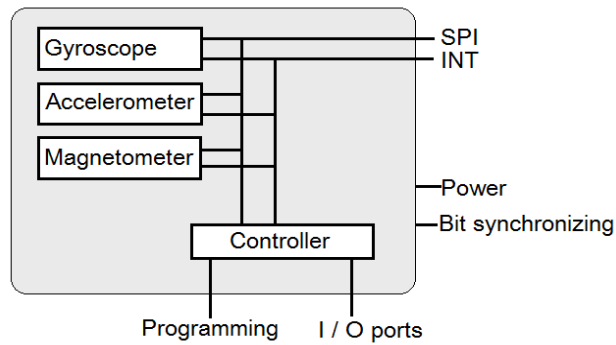 Gyroscope
SPI
INT
Accelerometer
Magnetometer
Power
Bit synchronizing
Controller
Programming
I / O ports